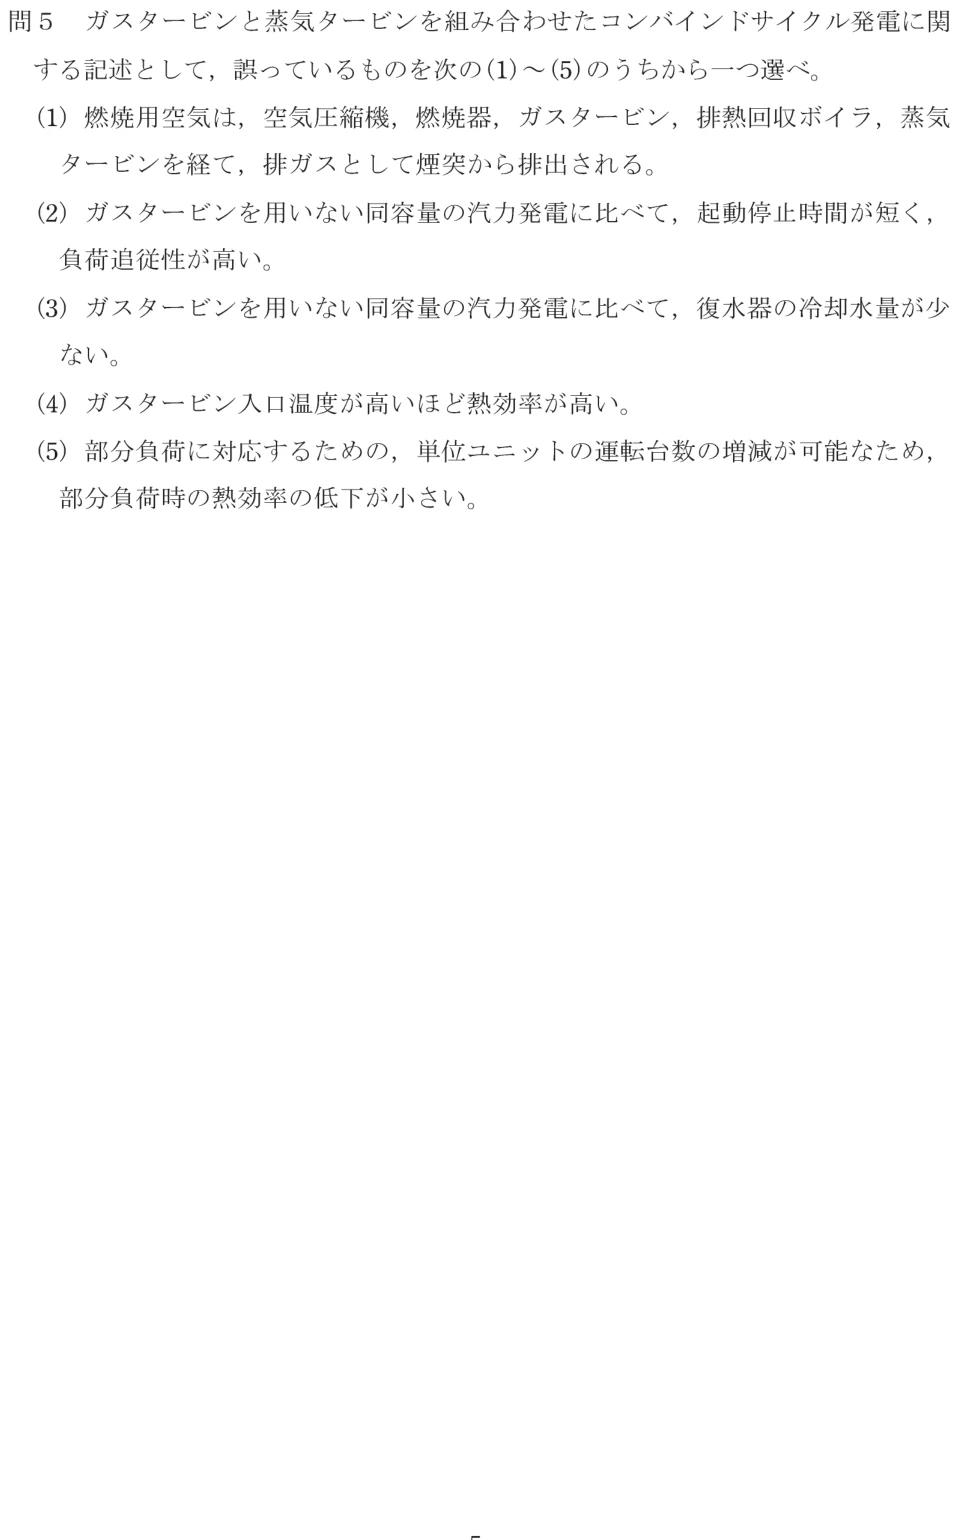 問５　ガスタービンと蒸気タービンを組み合わせたコンバインドサイクル発電に関
する記述として，誤っているものを次の(1)～(5)のうちから一つ選べ。
(1) 燃焼用空気は，空気圧縮機，燃焼器，ガスタービン，排熱回収ボイラ，蒸気
タービンを経て，排ガスとして煙突から排出される。
(2) ガスタービンを用いない同容量の汽力発電に比べて，起動停止時間が短く，
負荷追従性が高い。
(3) ガスタービンを用いない同容量の汽力発電に比べて，復水器の冷却水量が少
ない。
(4) ガスタービン入口温度が高いほど熱効率が高い。
(5) 部分負荷に対応するための，単位ユニットの運転台数の増減が可能なため，
部分負荷時の熱効率の低下が小さい。